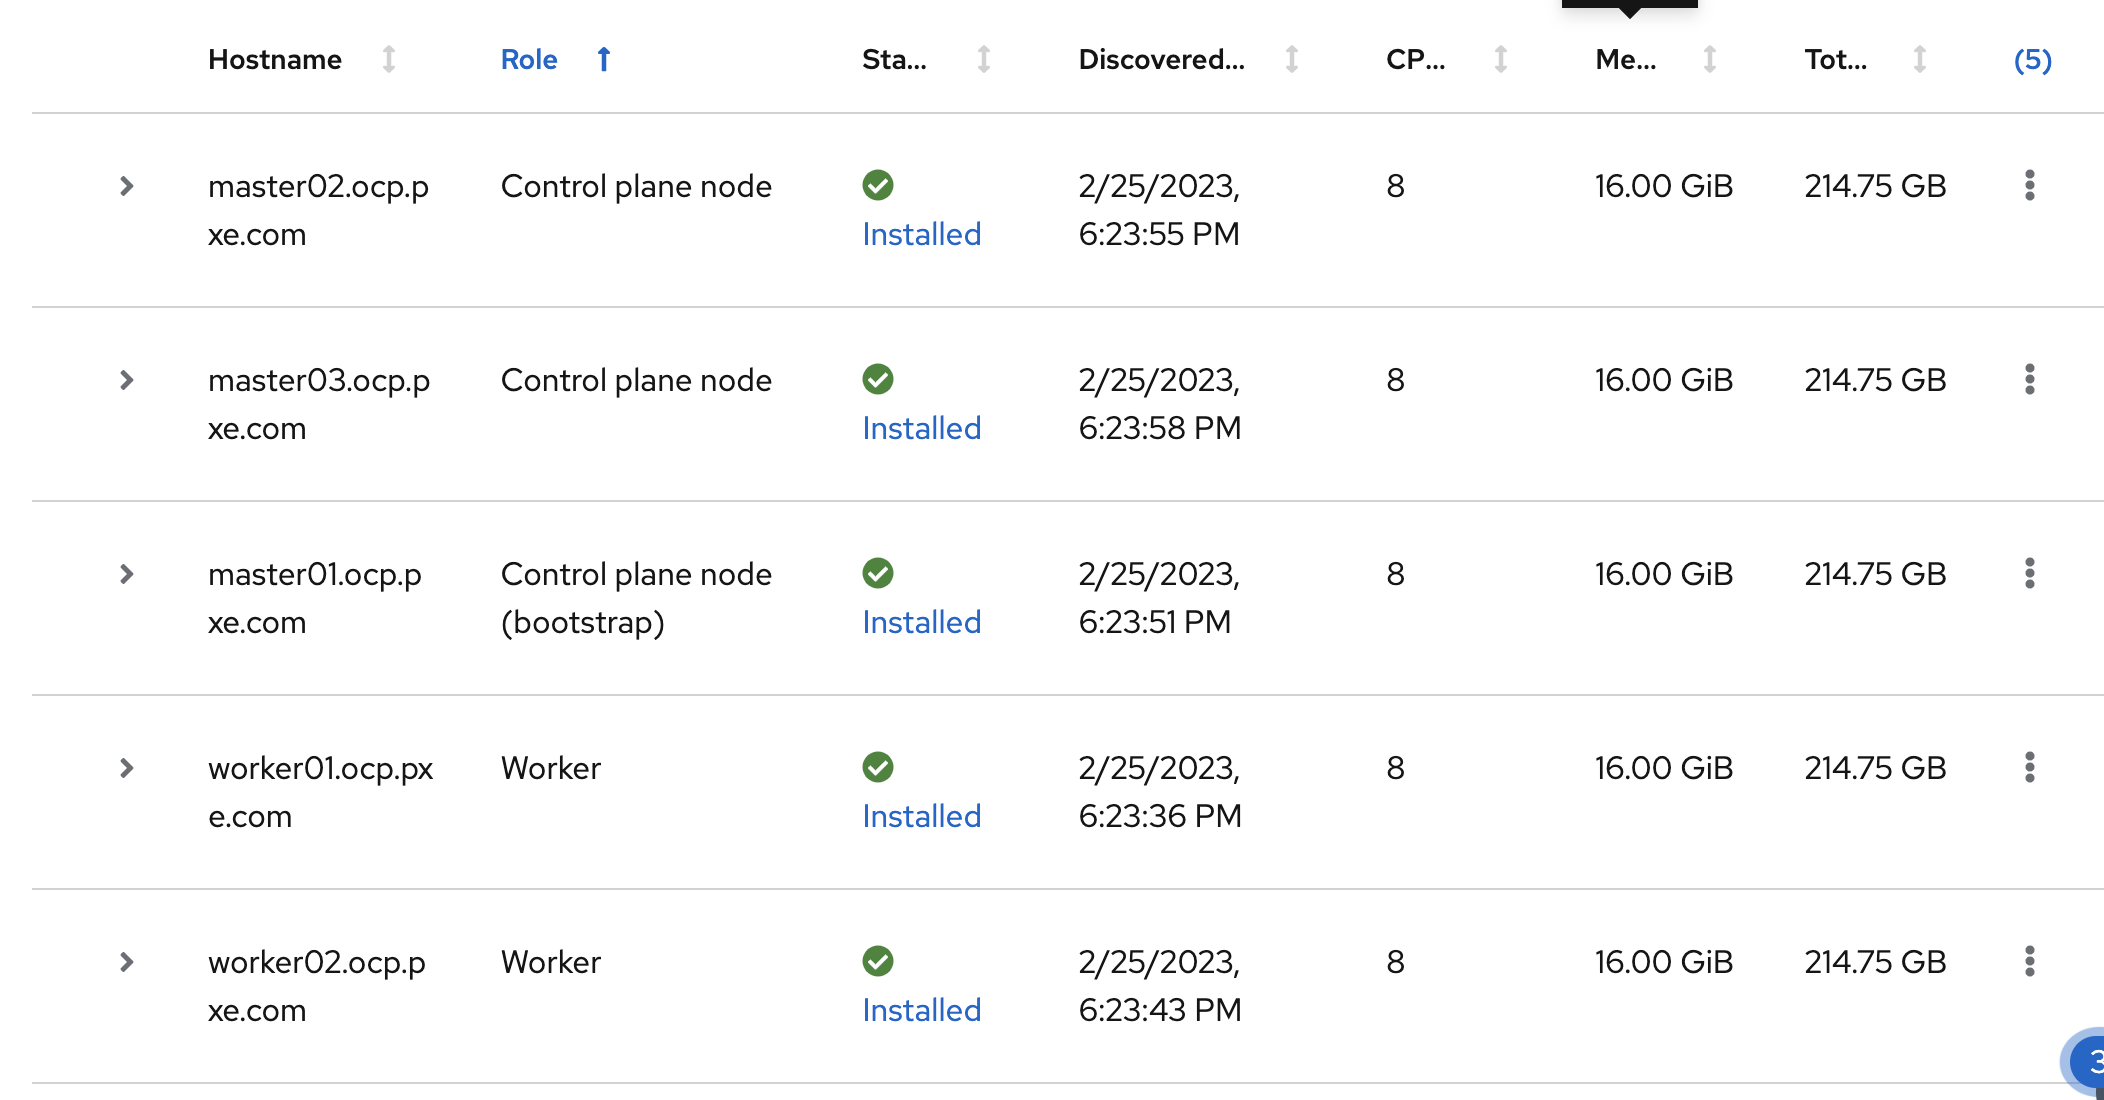 Hostname Role Sta... Discovered... CP... Me... Tot... (5)
master02.ocp.p Control plane node 2/25/2023, 8 16.00 GiB 214.75 GB
xe.com Installed 6:23:55 PM
master03.ocp.p Control plane node 2/25/2023, 8 16.00 GiB 214.75 GB
xe.com Installed 6:23:58 PM
master01.ocp.p Control plane node 2/25/2023, 8 16.00 GiB 214.75 GB
xe.com (bootstrap) Installed 6:23:51 PM
worker01.ocp.px Worker 2/25/2023, 8 16.00 GiB 214.75 GB
e.com Installed 6:23:36 PM
worker02.ocp.p Worker 2/25/2023, 8 16.00 GiB 214.75 GB
xe.com Installed 6:23:43 PM
3